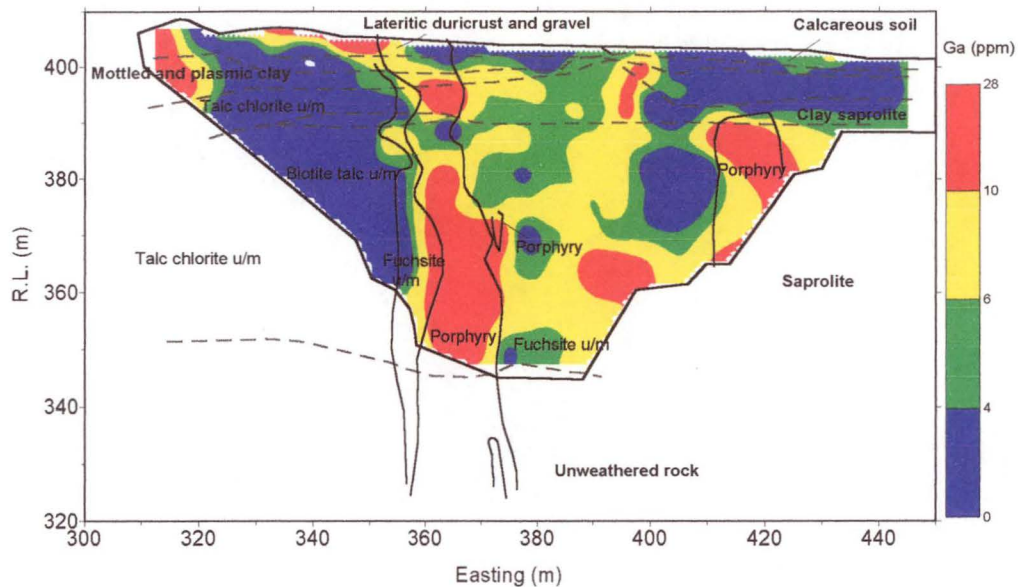 Lateritic duricrust and gravel
Calcareous soil
Ga (ppm)
400
Mottled and plasmic clay
28
Talc chlorite u/m
Clay saprolite
380
Biotite talc u/m
Porphyry
10
R.L. (m)
Talc chlorite u/m
Fuchsite
u/m
Porphyry
Saprolite
360
6
Porphyry
Fuchsite u/m
340
4
Unweathered rock
320
0
300
320
340
360
380
400
420
440
Easting (m)